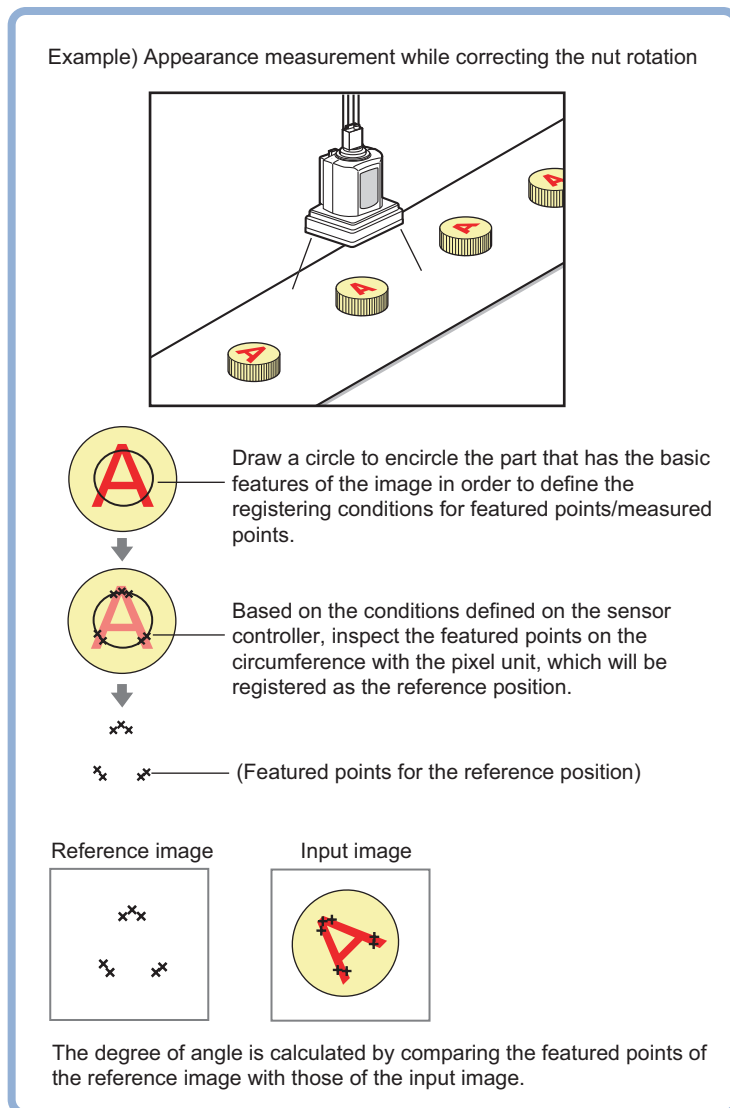 Example) Appearance measurement while correcting the nut rotation
A
A
A
A
A
Draw a circle to encircle the part that has the basic
features of the image in order to define the
registering conditions for featured points/measured
points.
A
Based on the conditions defined on the sensor
controller, inspect the featured points on the
circumference with the pixel unit, which will be
registered as the reference position.
(Featured points for the reference position)
Reference image
Input image
A
The degree of angle is calculated by comparing the featured points of
the reference image with those of the input image.